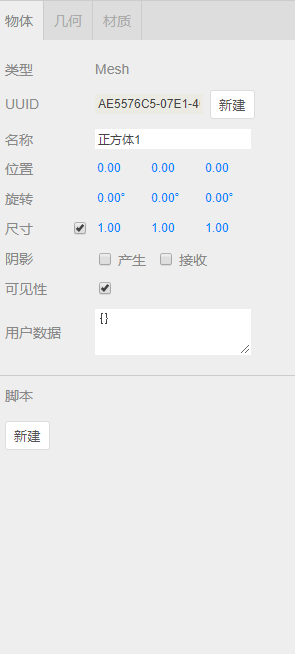 物体 几何 材质
类型 Mesh
UUID AE5576C5-07E1-4 新建
名称 正方体1
位置 0.00 0.00 0.00
旋转 0.00° 0.00° 0.00°
尺寸 1.00 1.00 1.00
阴影 产生 接收
可见性
用户数据 {}
脚本
新建